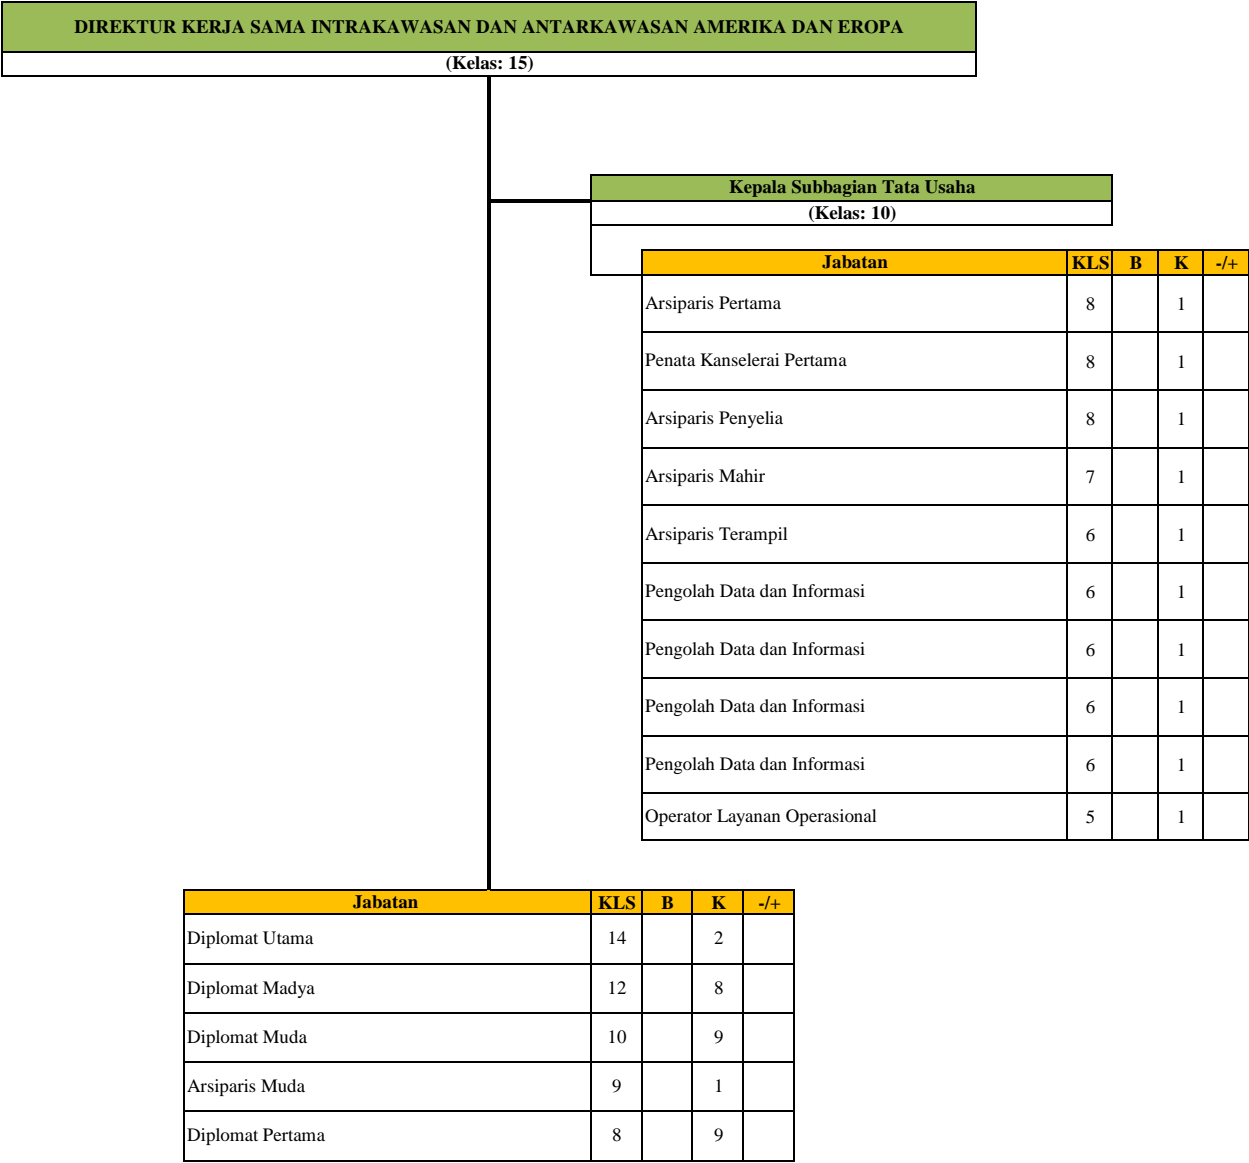 DIREKTUR KERJA SAMA INTRAKAWASAN DAN ANTARKAWASAN AMERIKA DAN EROPA
(Kelas: 15)
Kepala Subbagian Tata Usaha
(Kelas: 10)
Jabatan KLS B K -/+
Arsiparis Pertama 8 1
Penata Kanselerai Pertama 8 1
Arsiparis Penyelia 8 1
Arsiparis Mahir 7 1
Arsiparis Terampil 6 1
Pengolah Data dan Informasi 6 1
Pengolah Data dan Informasi 6 1
Pengolah Data dan Informasi 6 1
Pengolah Data dan Informasi 6 1
Operator Layanan Operasional 5 1
Jabatan KLS B K -/+
Diplomat Utama 14 2
Diplomat Madya 12 8
Diplomat Muda 10 9
Arsiparis Muda 9 1
Diplomat Pertama 8 9